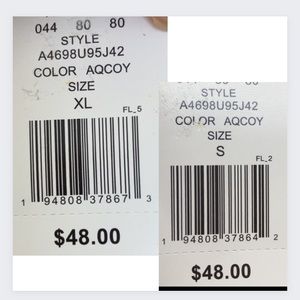 044 80 80
STYLE
A4698U95J42
COLOR AQCOY
SIZE
XL
FL_5
1 94808 37867 3
$48.00
STYLE
A4698U95J42
COLOR AQCOY
SIZE
S
FL_2
1 94808 37864 2
$48.00